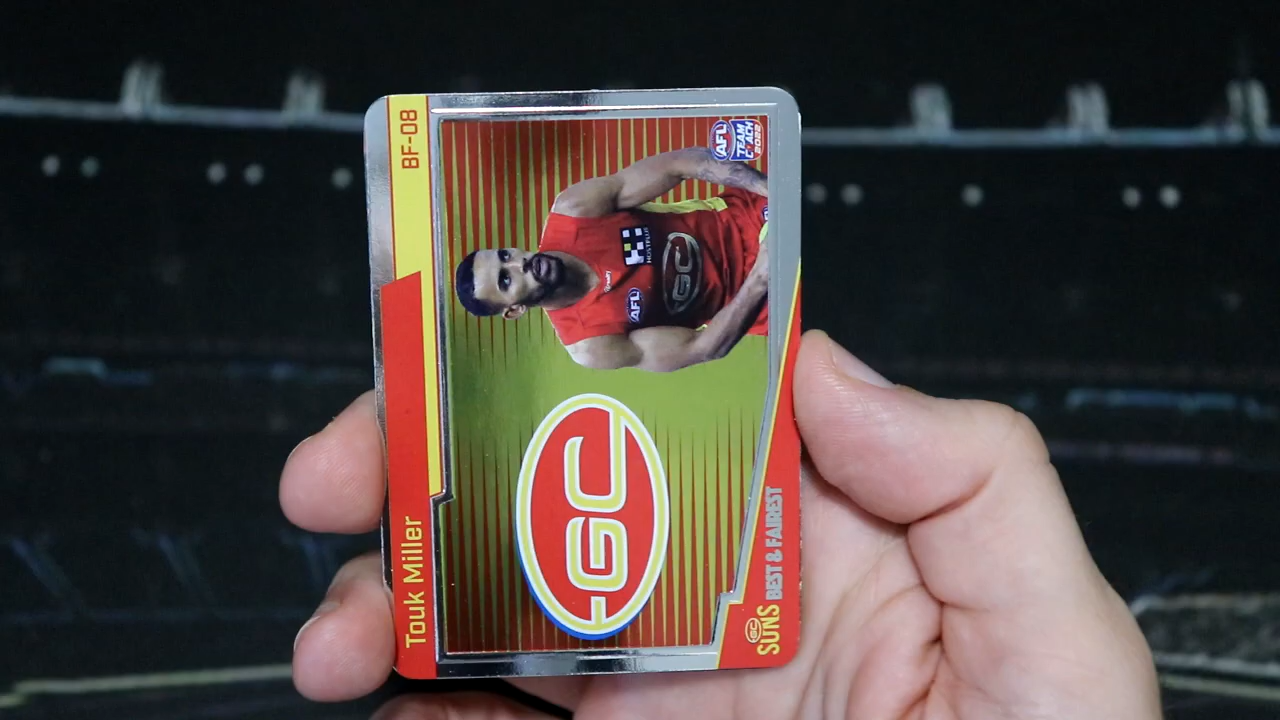 Touk Miller
BF-08
AFL
TEAM
COACH
2022
HOSTPLUS
GC
AFL
GC
GC
SUNS
BEST & FAIREST